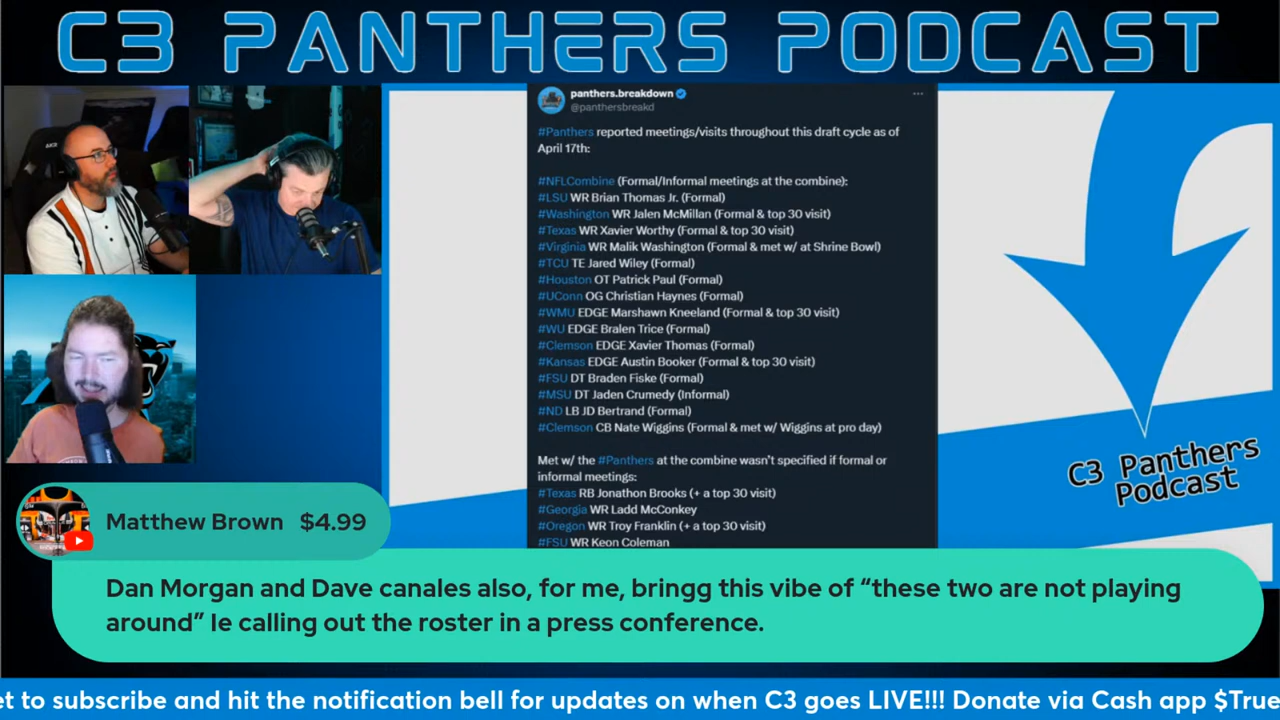 C3 PANTHERS PODCAST
panthers.breakdown
@panthersbreakd
#Panthers reported meetings/visits throughout this draft cycle as of
April 17th:
#NFLCombine (Formal/Informal meetings at the combine):
#LSU WR Brian Thomas Jr. (Formal)
#Washington WR Jalen McMillan (Formal & top 30 visit)
#Texas WR Xavier Worthy (Formal & top 30 visit)
#Virginia WR Malik Washington (Formal & met w/ at Shrine Bowl)
#TCU TE Jared Wiley (Formal)
#Houston OT Patrick Paul (Formal)
#UConn OG Christian Haynes (Formal)
#WMU EDGE Marshawn Kneeland (Formal & top 30 visit)
#WU EDGE Bralen Trice (Formal)
#Clemson EDGE Xavier Thomas (Formal)
#Kansas EDGE Austin Booker (Formal & top 30 visit)
#FSU DT Braden Fiske (Formal)
#MSU DT Jaden Crumedy (Informal)
#ND LB JD Bertrand (Formal)
#Clemson CB Nate Wiggins (Formal & met w/ Wiggins at pro day)
Met w/ the #Panthers at the combine wasn't specified if formal or
informal meetings:
#Texas RB Jonathon Brooks (+ a top 30 visit)
#Georgia WR Ladd McConkey
#Oregon WR Troy Franklin (+ a top 30 visit)
#FSU WR Keon Coleman
C3 Panthers
Podcast
Matthew Brown $4.99
Dan Morgan and Dave canales also, for me, bringg this vibe of “these two are not playing
around” Ie calling out the roster in a press conference.
et to subscribe and hit the notification bell for updates on when C3 goes LIVE!!! Donate via Cash app $True